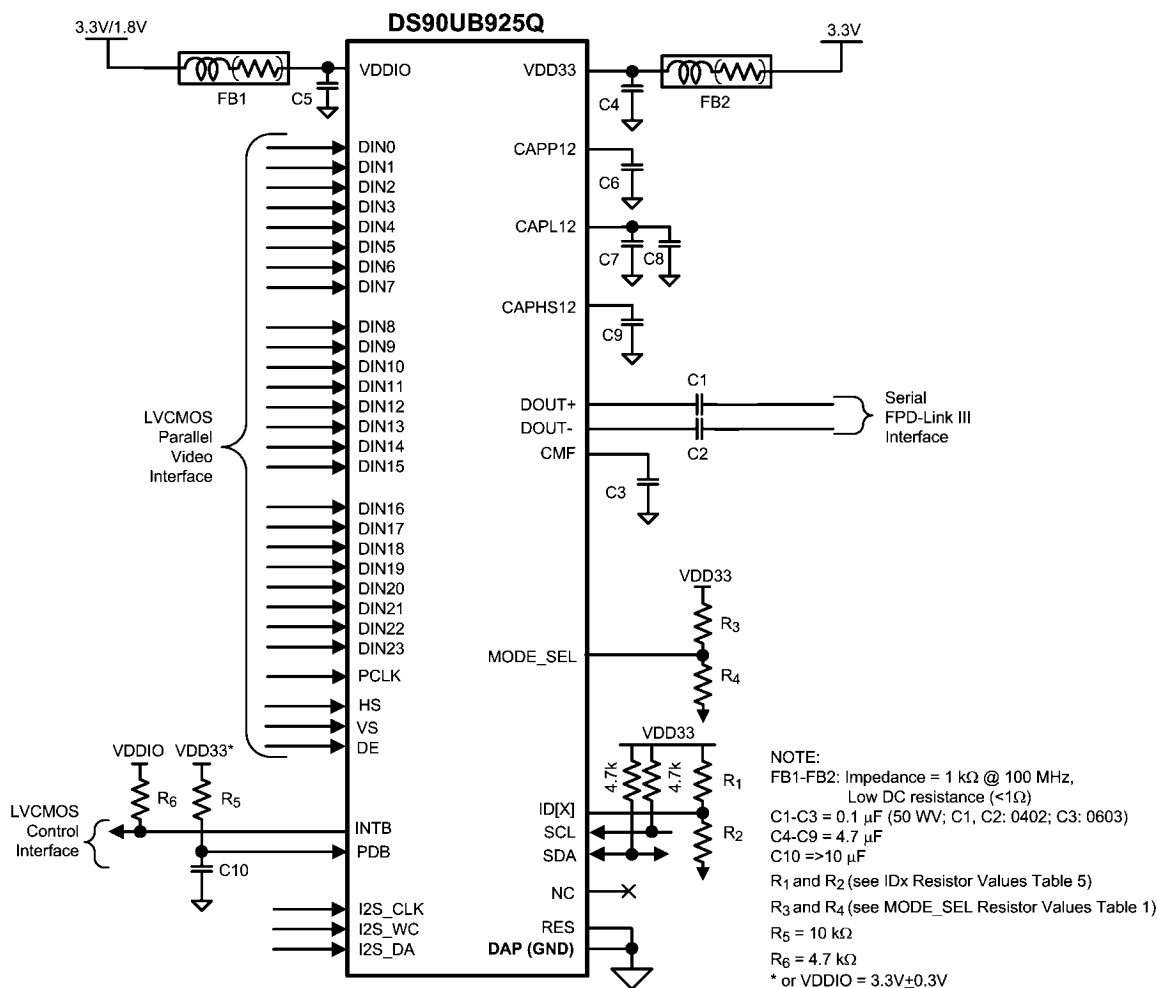 DS90UB925Q
3.3V/1.8V
3.3V
FB1
C5
VDDIO
VDD33
C4
FB2
CAPP12
C6
CAPL12
C7
C8
CAPHS12
C9
DIN0
DIN1
DIN2
DIN3
DIN4
DIN5
DIN6
DIN7
DIN8
DIN9
DIN10
DIN11
DIN12
DIN13
DIN14
DIN15
DIN16
DIN17
DIN18
DIN19
DIN20
DIN21
DIN22
DIN23
PCLK
HS
VS
DE
LVCMOS
Parallel
Video
Interface
DOUT+
DOUT-
C1
C2
Serial
FPD-Link III
Interface
CMF
C3
VDD33
R3
MODE_SEL
R4
VDD33
4.7k
4.7k
R1
ID[X]
R2
SCL
SDA
NC
RES
DAP (GND)
VDDIO
VDD33*
R6
R5
LVCMOS
Control
Interface
INTB
PDB
C10
I2S_CLK
I2S_WC
I2S_DA
NOTE:
FB1-FB2: Impedance = 1 kΩ @ 100 MHz,
Low DC resistance (<1Ω)
C1-C3 = 0.1 μF (50 WV; C1, C2: 0402; C3: 0603)
C4-C9 = 4.7 μF
C10 =>10 μF
R1 and R2 (see IDx Resistor Values Table 5)
R3 and R4 (see MODE_SEL Resistor Values Table 1)
R5 = 10 kΩ
R6 = 4.7 kΩ
* or VDDIO = 3.3V±0.3V